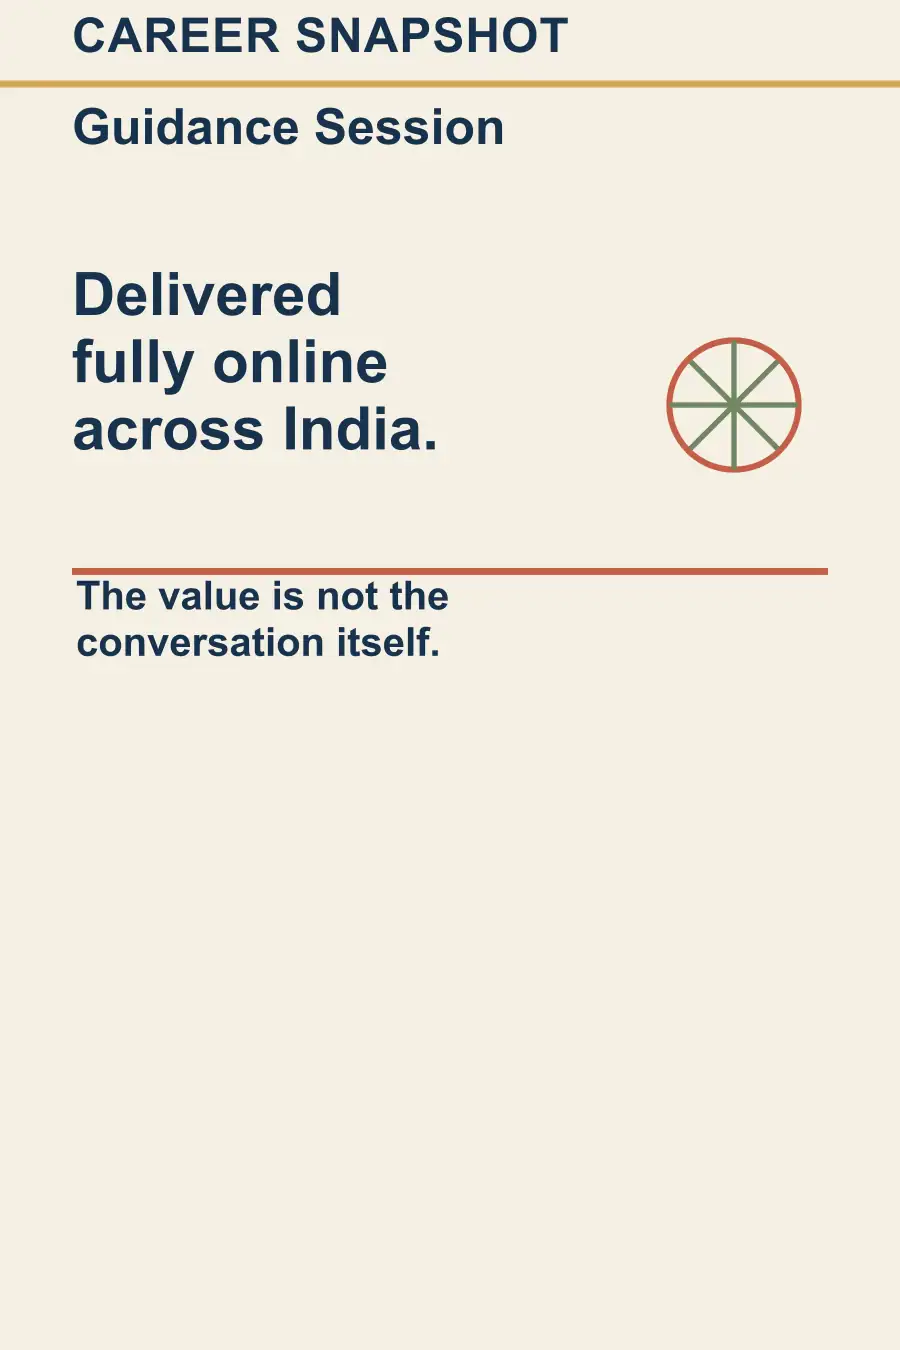 CAREER SNAPSHOT
Guidance Session
Delivered
fully online
across India.
The value is not the
conversation itself.